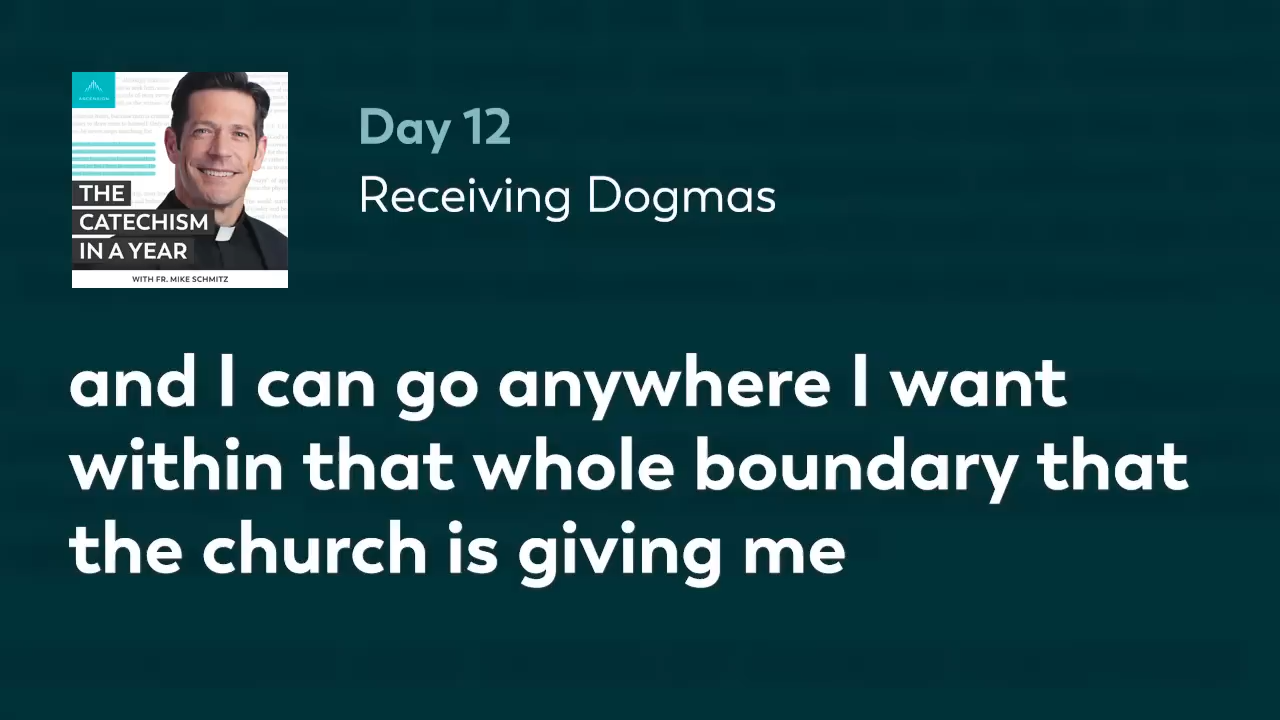 ASCENSION
THE
CATECHISM
IN A YEAR
WITH FR. MIKE SCHMITZ
Day 12
Receiving Dogmas
and I can go anywhere I want
within that whole boundary that
the church is giving me